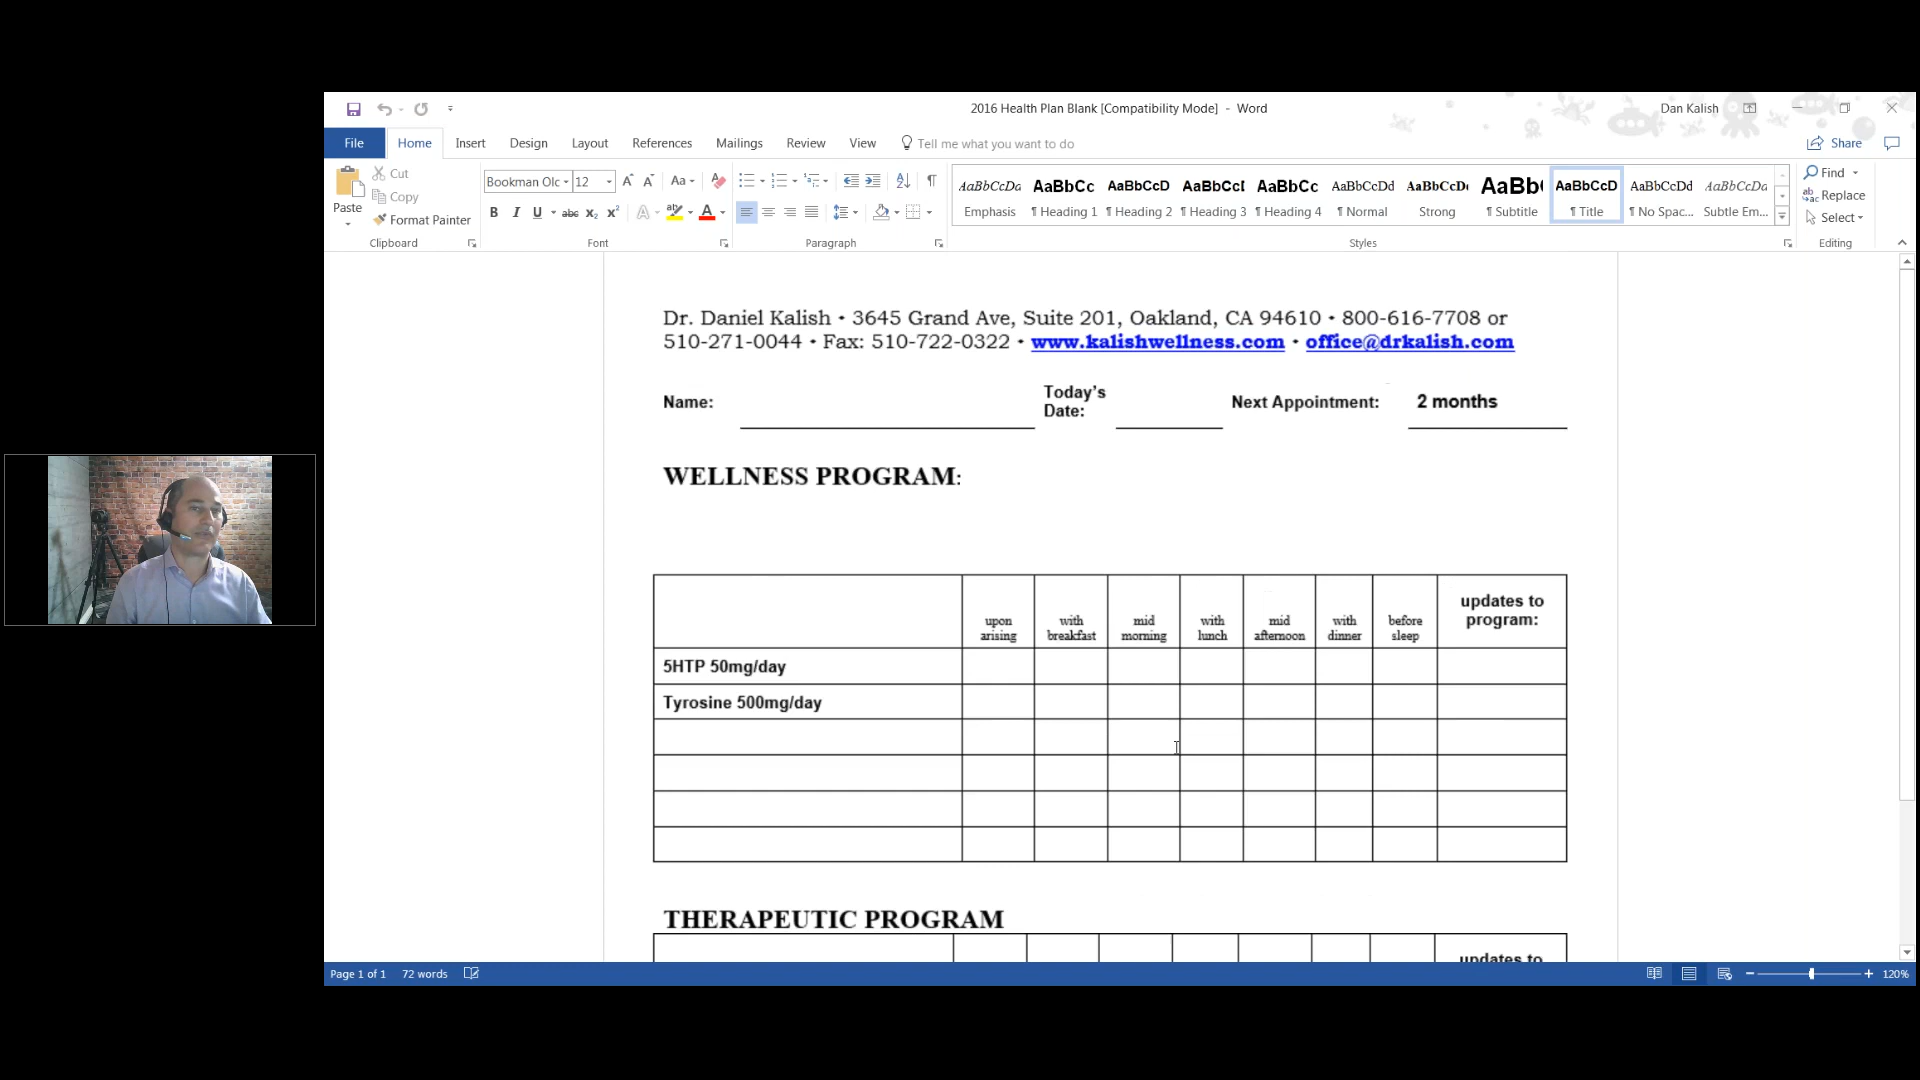 2016 Health Plan Blank [Compatibility Mode] - Word
Dan Kalish
File Home Insert Design Layout References Mailings Review View Tell me what you want to do
Share
Paste
Cut
Copy
Format Painter
Clipboard
Bookman Olc 12
Aa
B I U abc x₂ x²
A A
Font
Paragraph
AaBbCcDa AaBbCc AaBbCcD AaBbCcI AaBbCc AaBbCcDd AaBbCcD AaBb AaBbCcD AaBbCcDd AaBbCcDa
Emphasis ¶ Heading 1 ¶ Heading 2 ¶ Heading 3 ¶ Heading 4 ¶ Normal Strong ¶ Subtitle ¶ Title ¶ No Spac... Subtle Em...
Styles
Find
Replace
Select
Editing
Dr. Daniel Kalish • 3645 Grand Ave, Suite 201, Oakland, CA 94610 • 800-616-7708 or
510-271-0044 • Fax: 510-722-0322 • www.kalishwellness.com • office@drkalish.com
Name:
Today’s
Date:
Next Appointment: 2 months
WELLNESS PROGRAM:
upon
arising
with
breakfast
mid
morning
with
lunch
mid
afternoon
with
dinner
before
sleep
updates to
program:
5HTP 50mg/day
Tyrosine 500mg/day
THERAPEUTIC PROGRAM
updates to
Page 1 of 1 72 words
120%